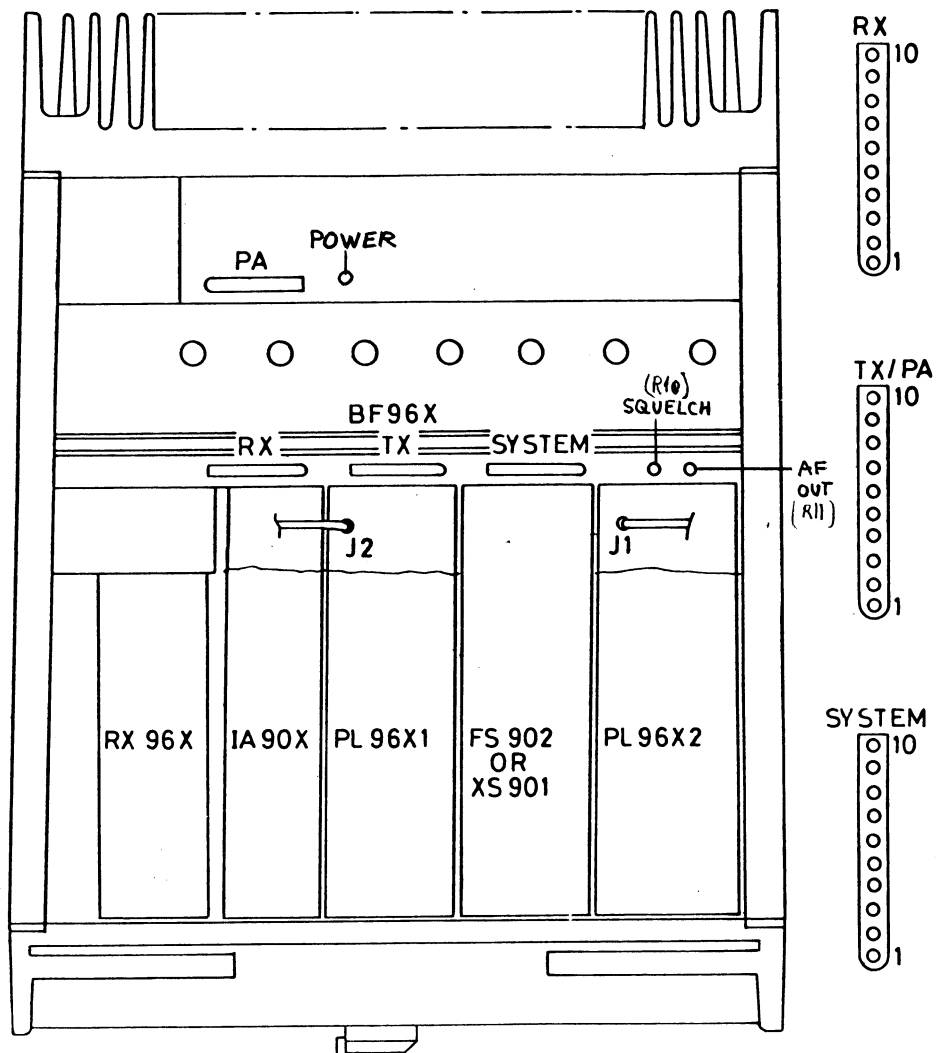 RX
10
1
POWER
PA
TX/PA
10
1
(R10)
SQUELCH
BF96X
RX
TX
SYSTEM
AF
OUT
(R11)
J2
J1
SYSTEM
10
1
RX 96X
IA 90X
PL 96X1
FS 902
OR
XS 901
PL 96X2